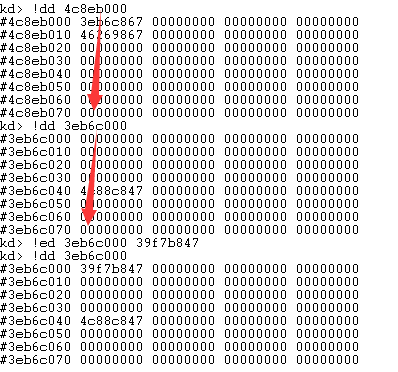 kd> !dd 4c8eb000
#4c8eb000 3eb6c867 00000000 00000000 00000000
#4c8eb010 46269867 00000000 00000000 00000000
#4c8eb020 00000000 00000000 00000000 00000000
#4c8eb030 00000000 00000000 00000000 00000000
#4c8eb040 00000000 00000000 00000000 00000000
#4c8eb050 00000000 00000000 00000000 00000000
#4c8eb060 00000000 00000000 00000000 00000000
#4c8eb070 00000000 00000000 00000000 00000000
kd> !dd 3eb6c000
#3eb6c000 00000000 00000000 00000000 00000000
#3eb6c010 00000000 00000000 00000000 00000000
#3eb6c020 00000000 00000000 00000000 00000000
#3eb6c030 00000000 00000000 00000000 00000000
#3eb6c040 4c88c847 00000000 00000000 00000000
#3eb6c050 00000000 00000000 00000000 00000000
#3eb6c060 00000000 00000000 00000000 00000000
#3eb6c070 00000000 00000000 00000000 00000000
kd> !ed 3eb6c000 39f7b847
kd> !dd 3eb6c000
#3eb6c000 39f7b847 00000000 00000000 00000000
#3eb6c010 00000000 00000000 00000000 00000000
#3eb6c020 00000000 00000000 00000000 00000000
#3eb6c030 00000000 00000000 00000000 00000000
#3eb6c040 4c88c847 00000000 00000000 00000000
#3eb6c050 00000000 00000000 00000000 00000000
#3eb6c060 00000000 00000000 00000000 00000000
#3eb6c070 00000000 00000000 00000000 00000000